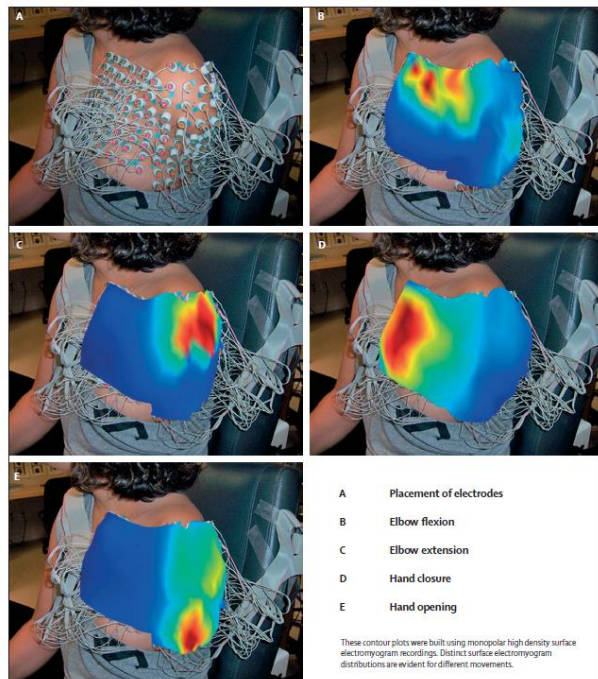 A
B
C
D
E
A Placement of electrodes
B Elbow flexion
C Elbow extension
D Hand closure
E Hand opening
These contour plots were built using monopolar high density surface
electromyogram recordings. Distinct surface electromyogram
distributions are evident for different movements.